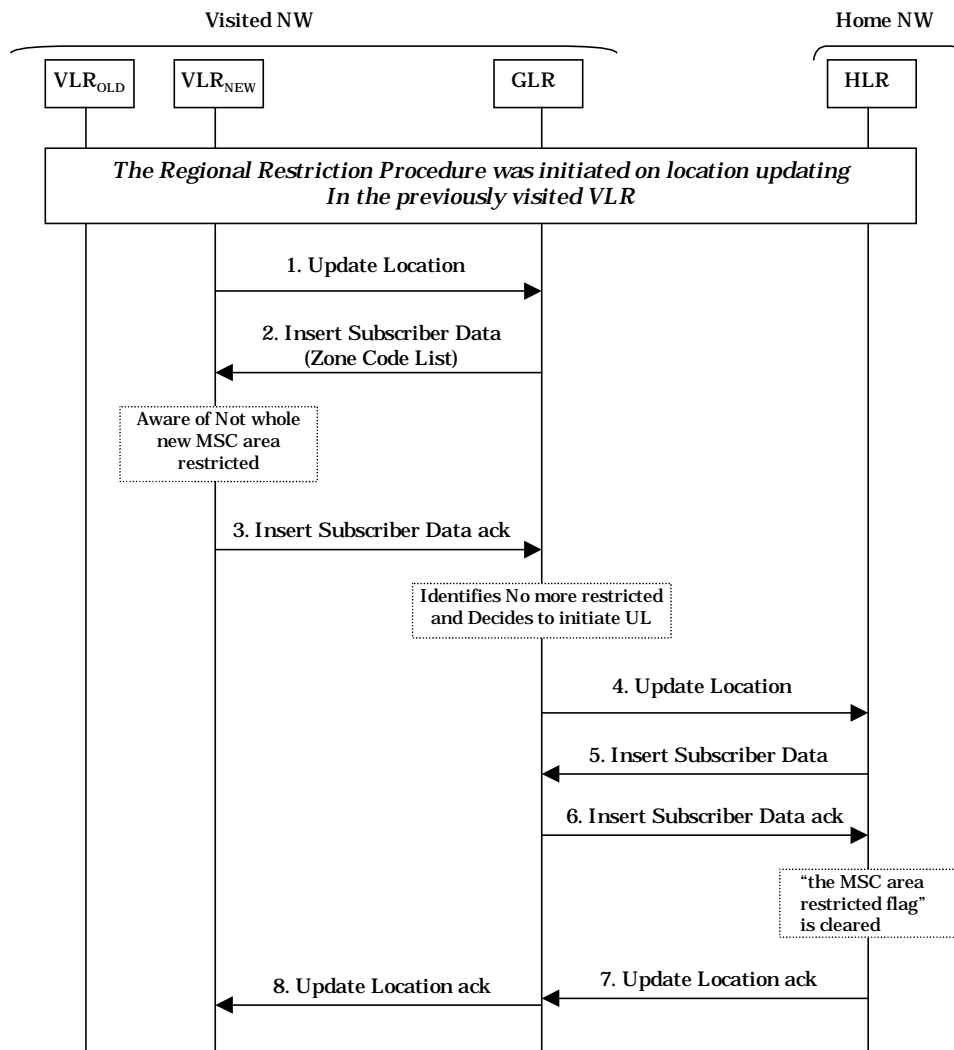 Visited NW
Home NW
VLR OLD
VLR NEW
GLR
HLR
The Regional Restriction Procedure was initiated on location updating
In the previously visited VLR
1. Update Location
2. Insert Subscriber Data
(Zone Code List)
Aware of Not whole
new MSC area
restricted
3. Insert Subscriber Data ack
Identifies No more restricted
and Decides to initiate UL
4. Update Location
5. Insert Subscriber Data
6. Insert Subscriber Data ack
“the MSC area
restricted flag”
is cleared
7. Update Location ack
8. Update Location ack